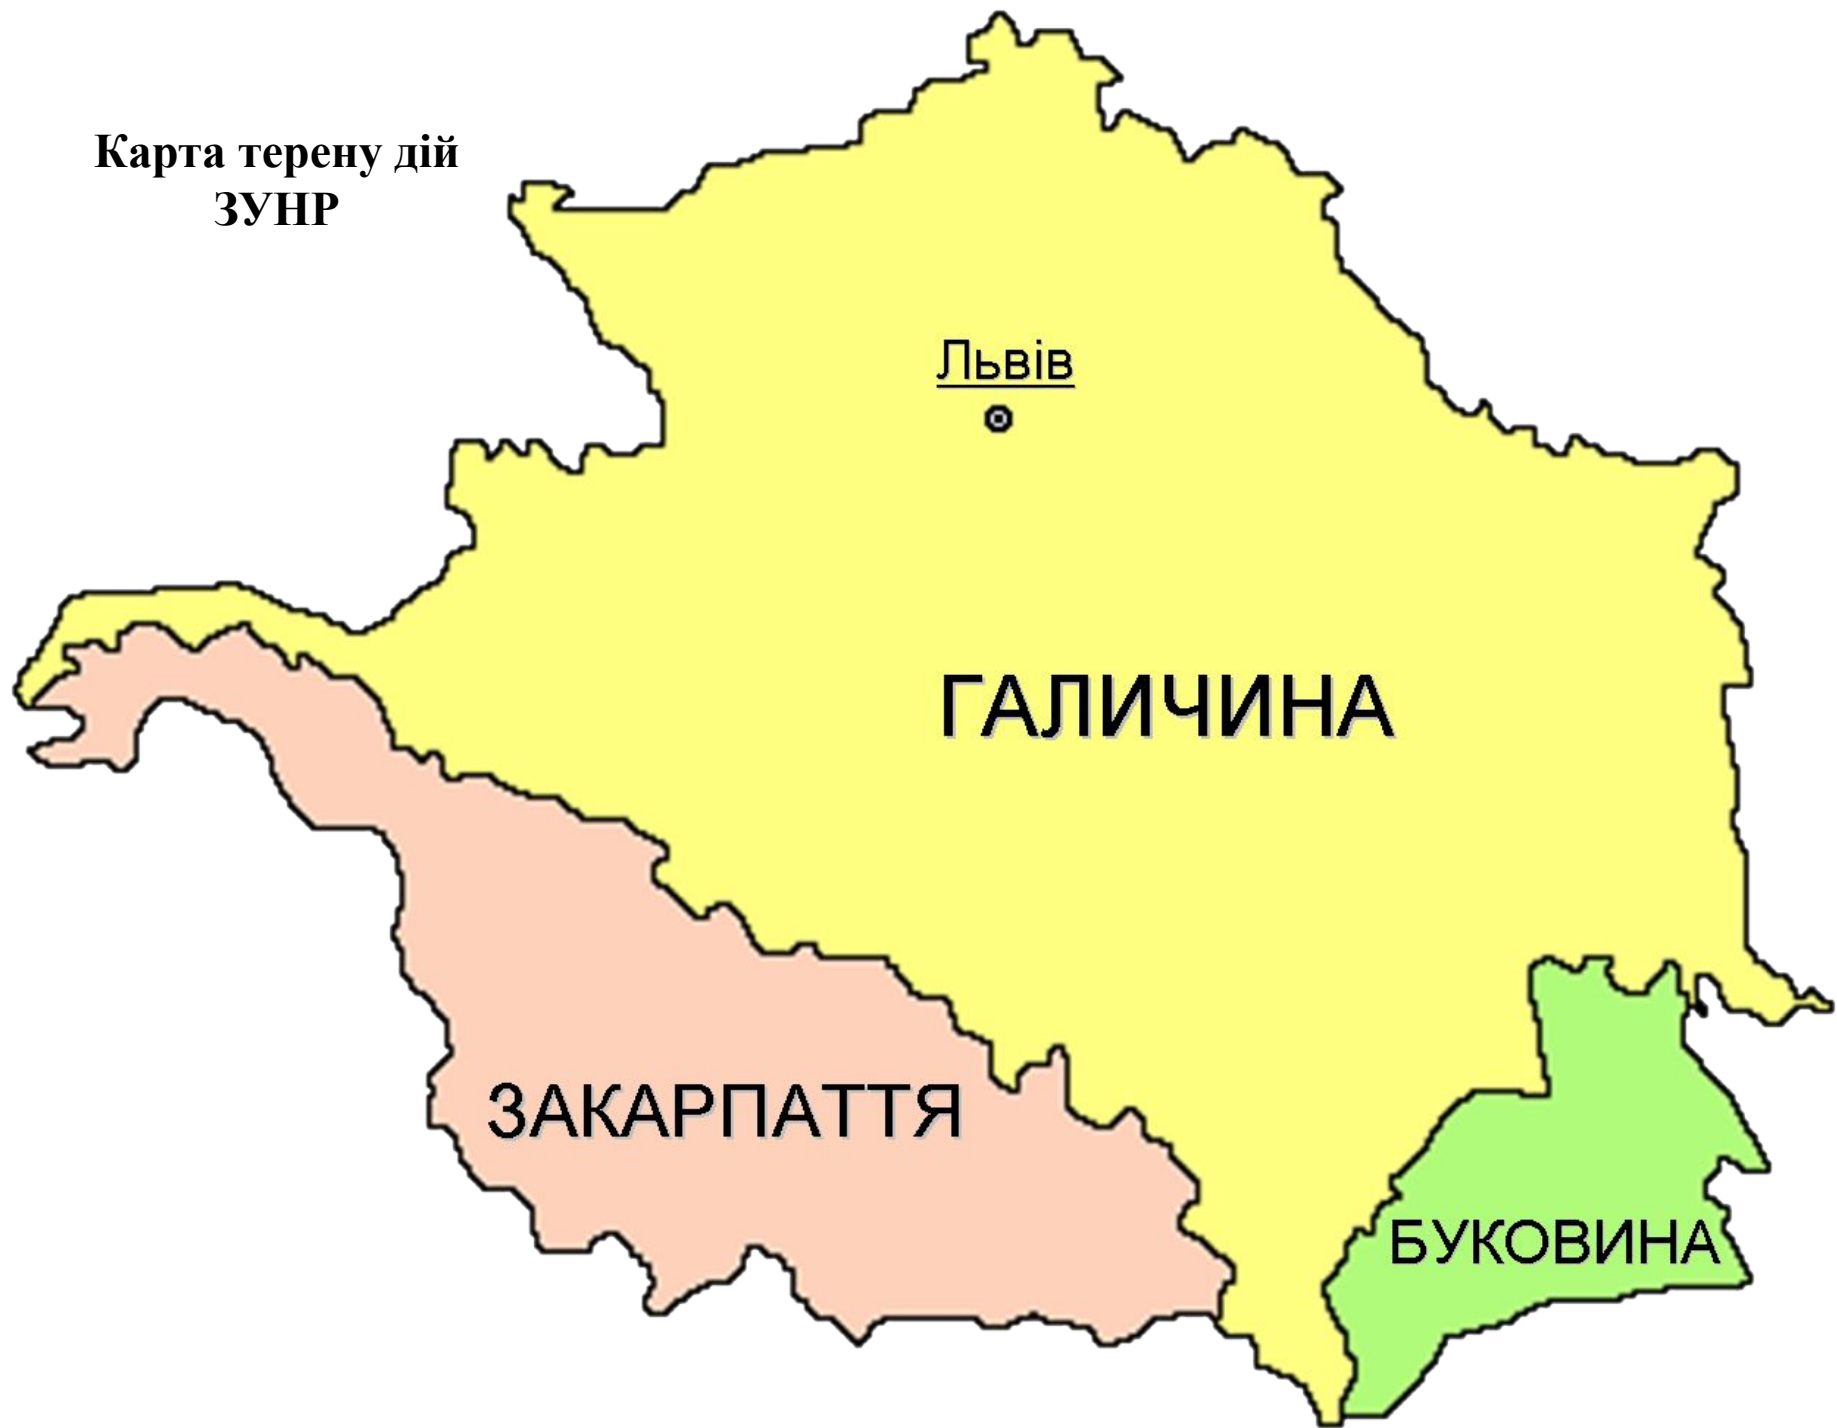 Карта терену дій
ЗУНР
Львів
ГАЛИЧИНА
ЗАКАРПАТТЯ
БУКОВИНА